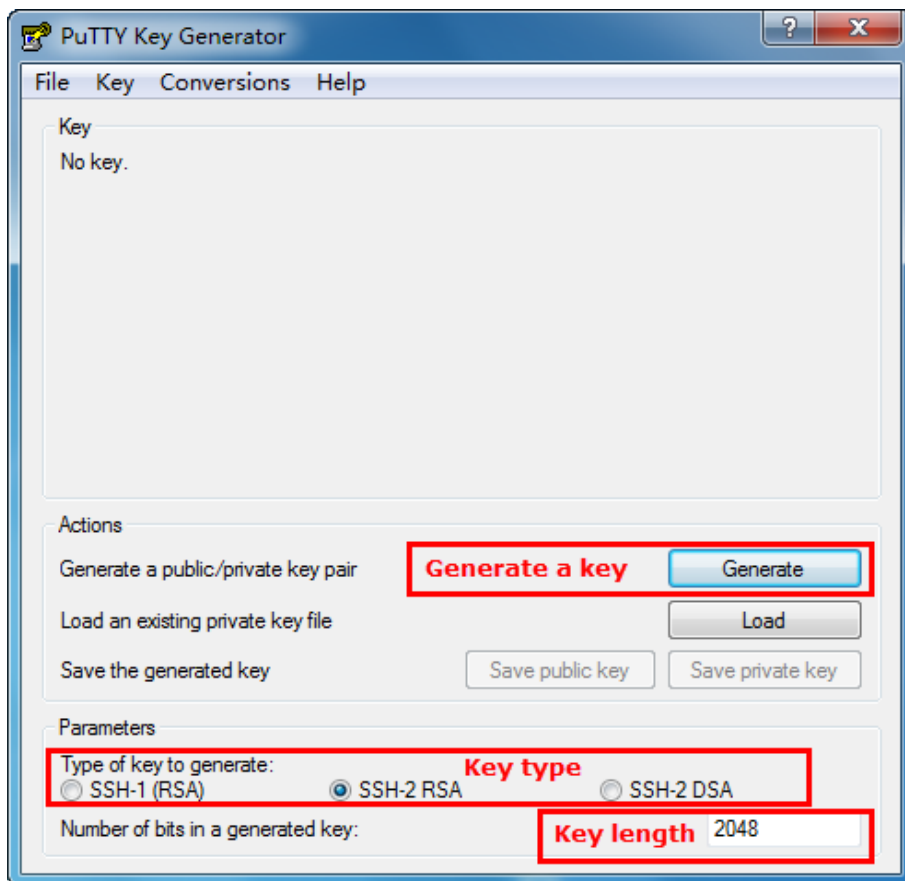 PuTTY Key Generator
File Key Conversions Help
Key
No key.
Actions
Generate a public/private key pair Generate a key Generate
Load an existing private key file Load
Save the generated key Save public key Save private key
Parameters
Type of key to generate: Key type
SSH-1 (RSA) SSH-2 RSA SSH-2 DSA
Number of bits in a generated key: Key length 2048